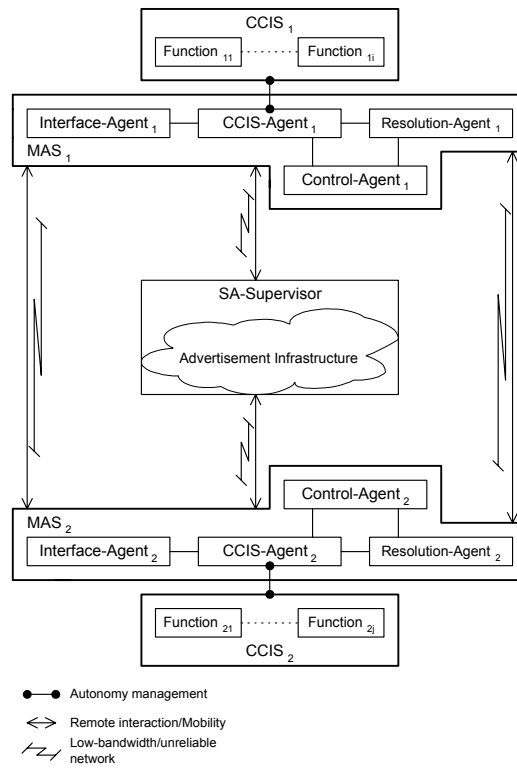 CCIS 1
Function 11 Function 1i
Interface-Agent 1 CCIS-Agent 1 Resolution-Agent 1
MAS 1
Control-Agent 1
SA-Supervisor
Advertisement Infrastructure
Control-Agent 2
MAS 2
Interface-Agent 2 CCIS-Agent 2 Resolution-Agent 2
Function 21 Function 2j
CCIS 2
Autonomy management
Remote interaction/Mobility
Low-bandwidth/unreliable
network